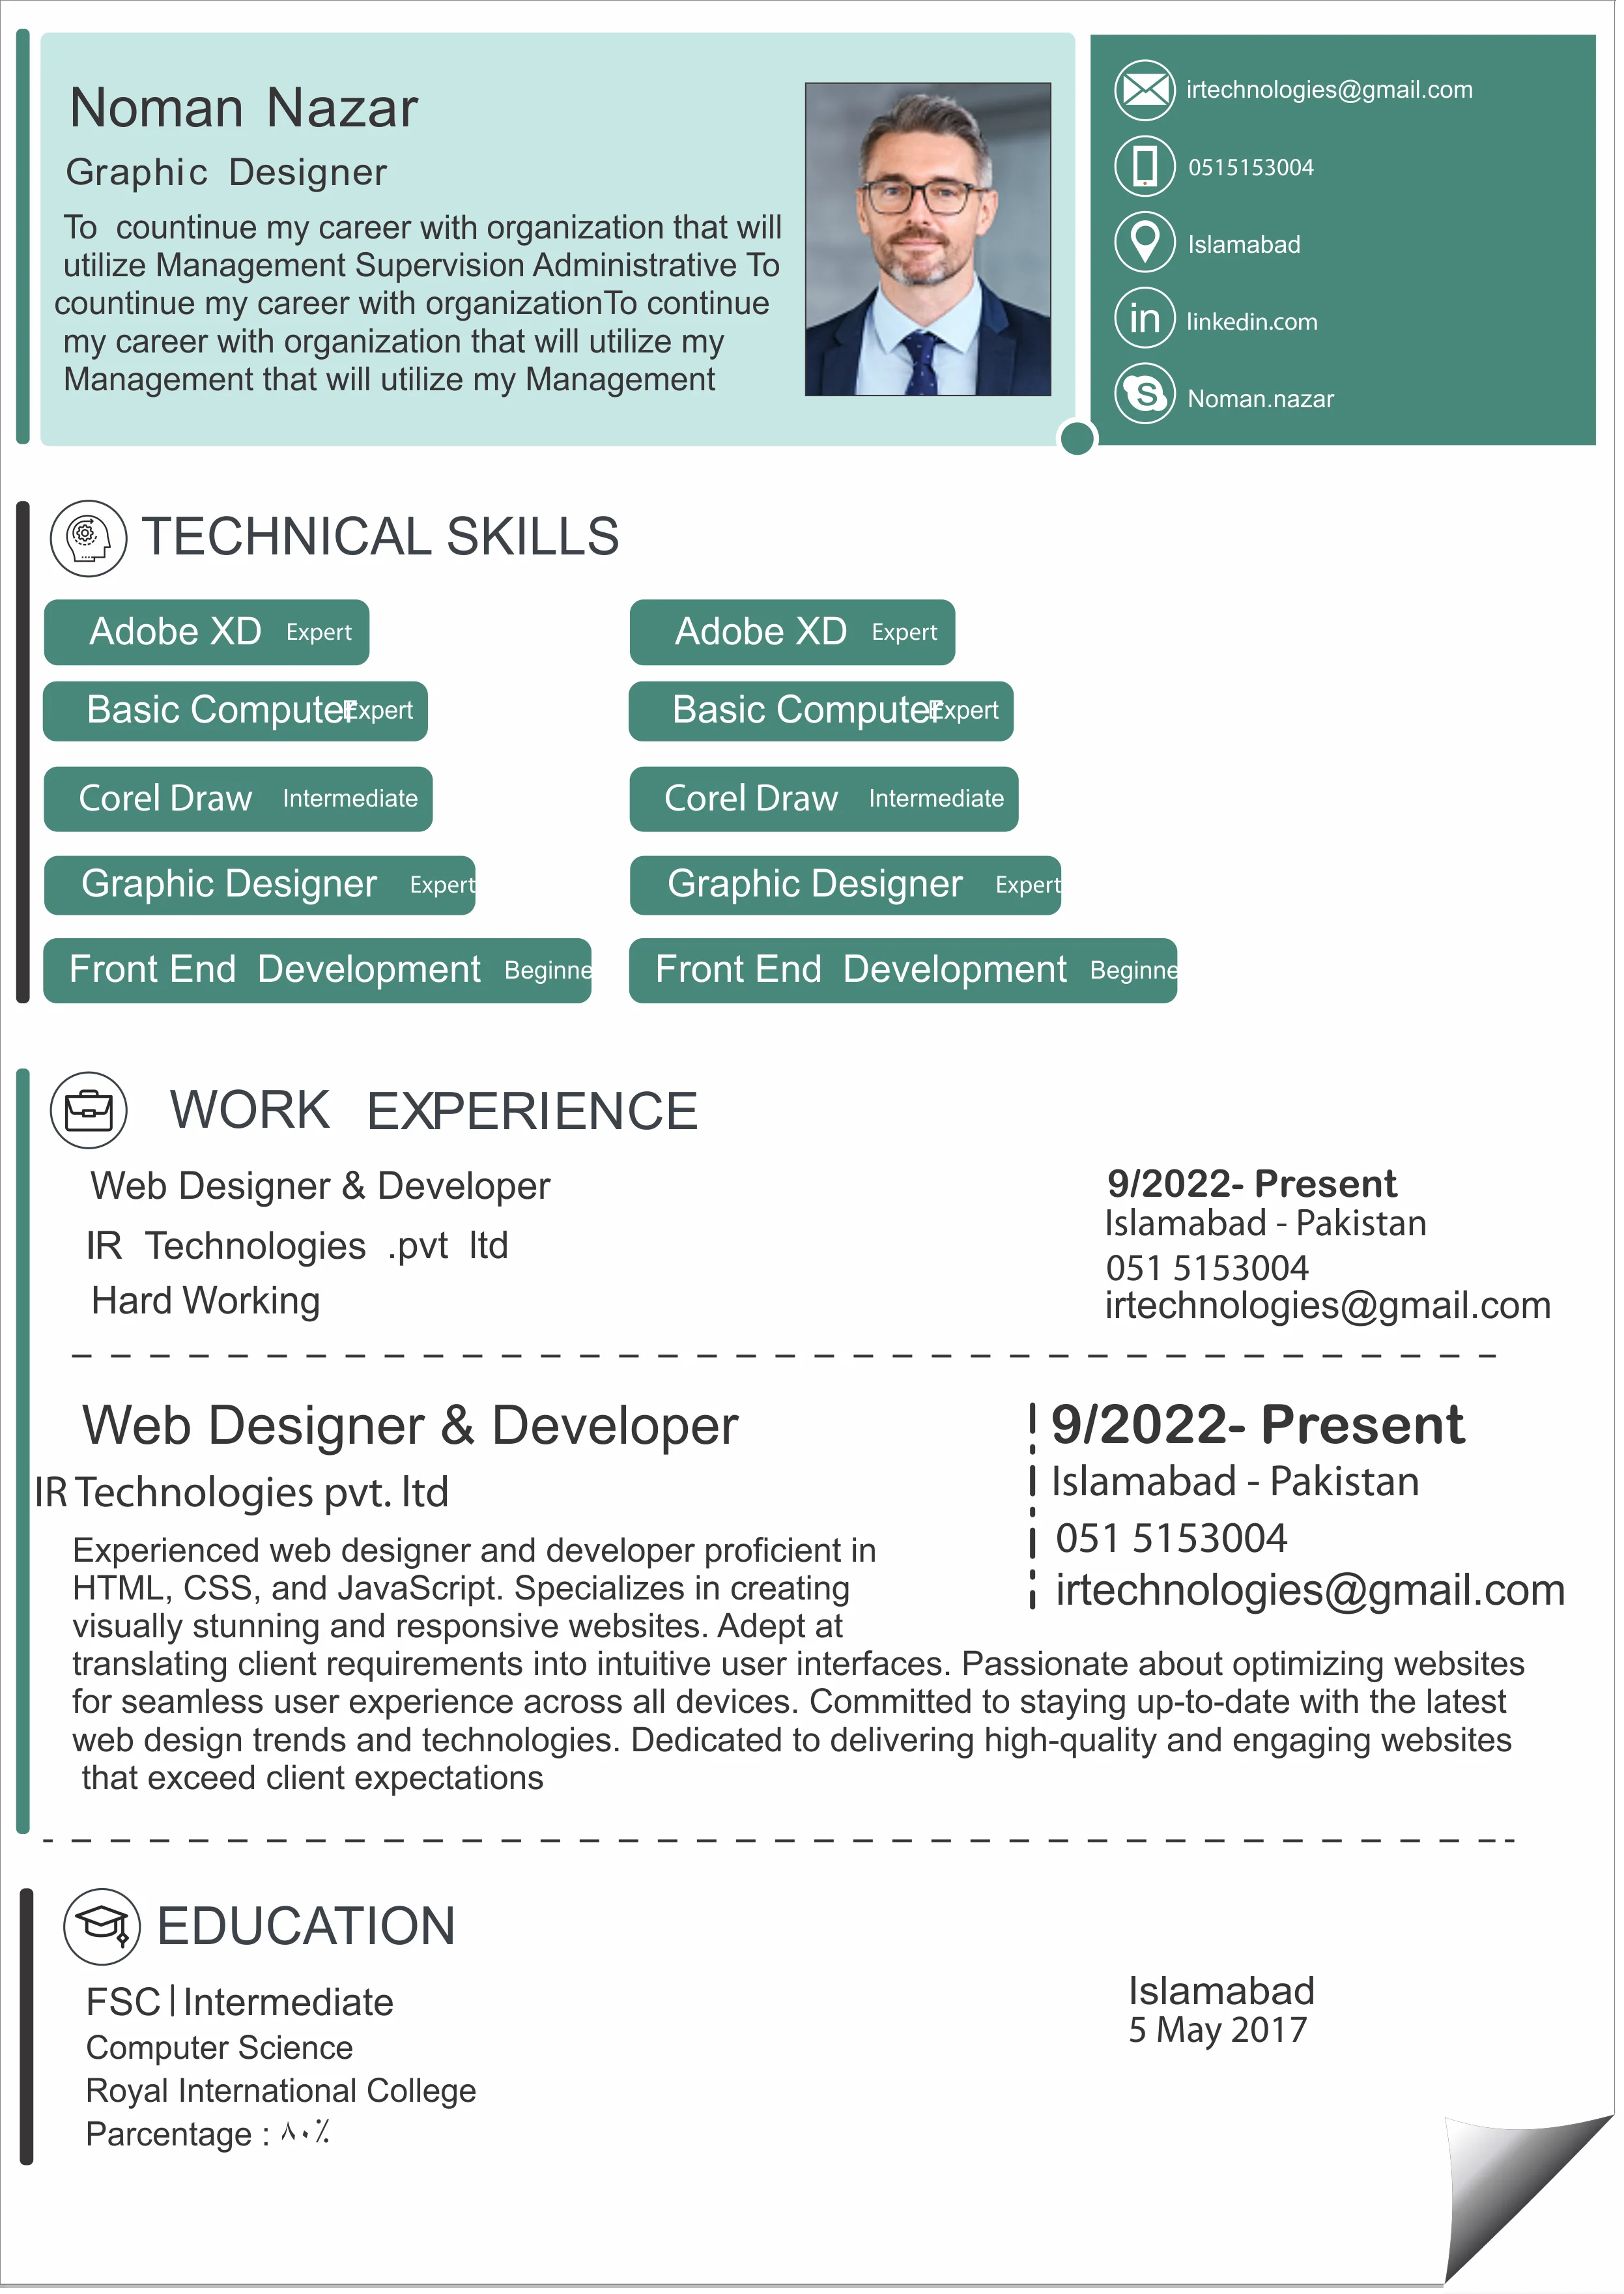 Noman Nazar
Graphic Designer
To countinue my career with organization that will
utilize Management Supervision Administrative To
countinue my career with organizationTo continue
my career with organization that will utilize my
Management that will utilize my Management
irtechnologies@gmail.com
0515153004
Islamabad
in linkedin.com
S Noman.nazar
TECHNICAL SKILLS
Adobe XD Expert
Basic Computer Expert
Corel Draw Intermediate
Graphic Designer Expert
Front End Development Beginne
Adobe XD Expert
Basic Computer Expert
Corel Draw Intermediate
Graphic Designer Expert
Front End Development Beginne
WORK EXPERIENCE
Web Designer & Developer
IR Technologies .pvt ltd
Hard Working
9/2022- Present
Islamabad - Pakistan
051 5153004
irtechnologies@gmail.com
Web Designer & Developer
IR Technologies pvt. ltd
9/2022- Present
Islamabad - Pakistan
051 5153004
irtechnologies@gmail.com
Experienced web designer and developer proficient in
HTML, CSS, and JavaScript. Specializes in creating
visually stunning and responsive websites. Adept at
translating client requirements into intuitive user interfaces. Passionate about optimizing websites
for seamless user experience across all devices. Committed to staying up-to-date with the latest
web design trends and technologies. Dedicated to delivering high-quality and engaging websites
that exceed client expectations
EDUCATION
FSC|Intermediate
Computer Science
Royal International College
Parcentage : ٨٠٪
Islamabad
5 May 2017